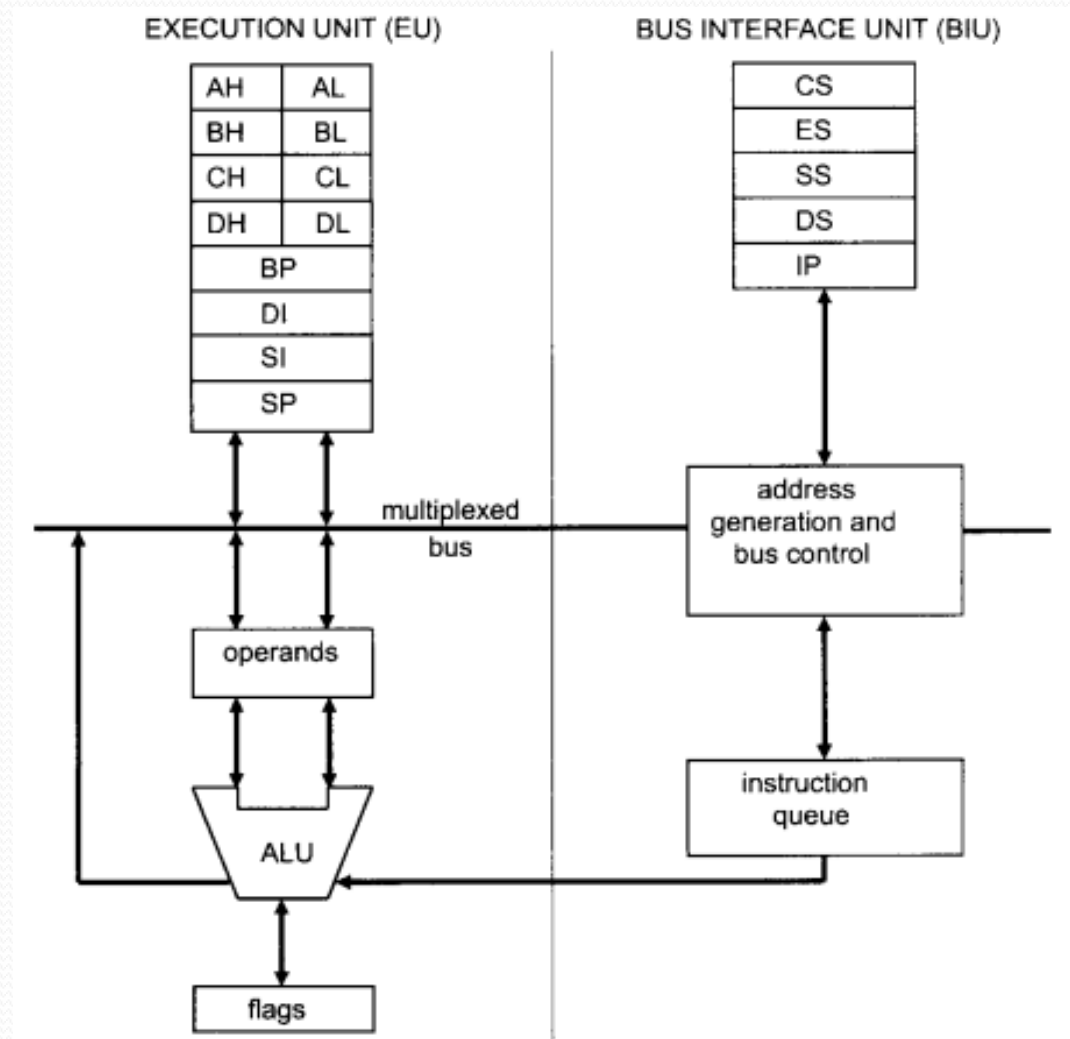 EXECUTION UNIT (EU)
BUS INTERFACE UNIT (BIU)
AH AL
BH BL
CH CL
DH DL
BP
DI
SI
SP
CS
ES
SS
DS
IP
multiplexed
bus
address
generation and
bus control
operands
instruction
queue
ALU
flags